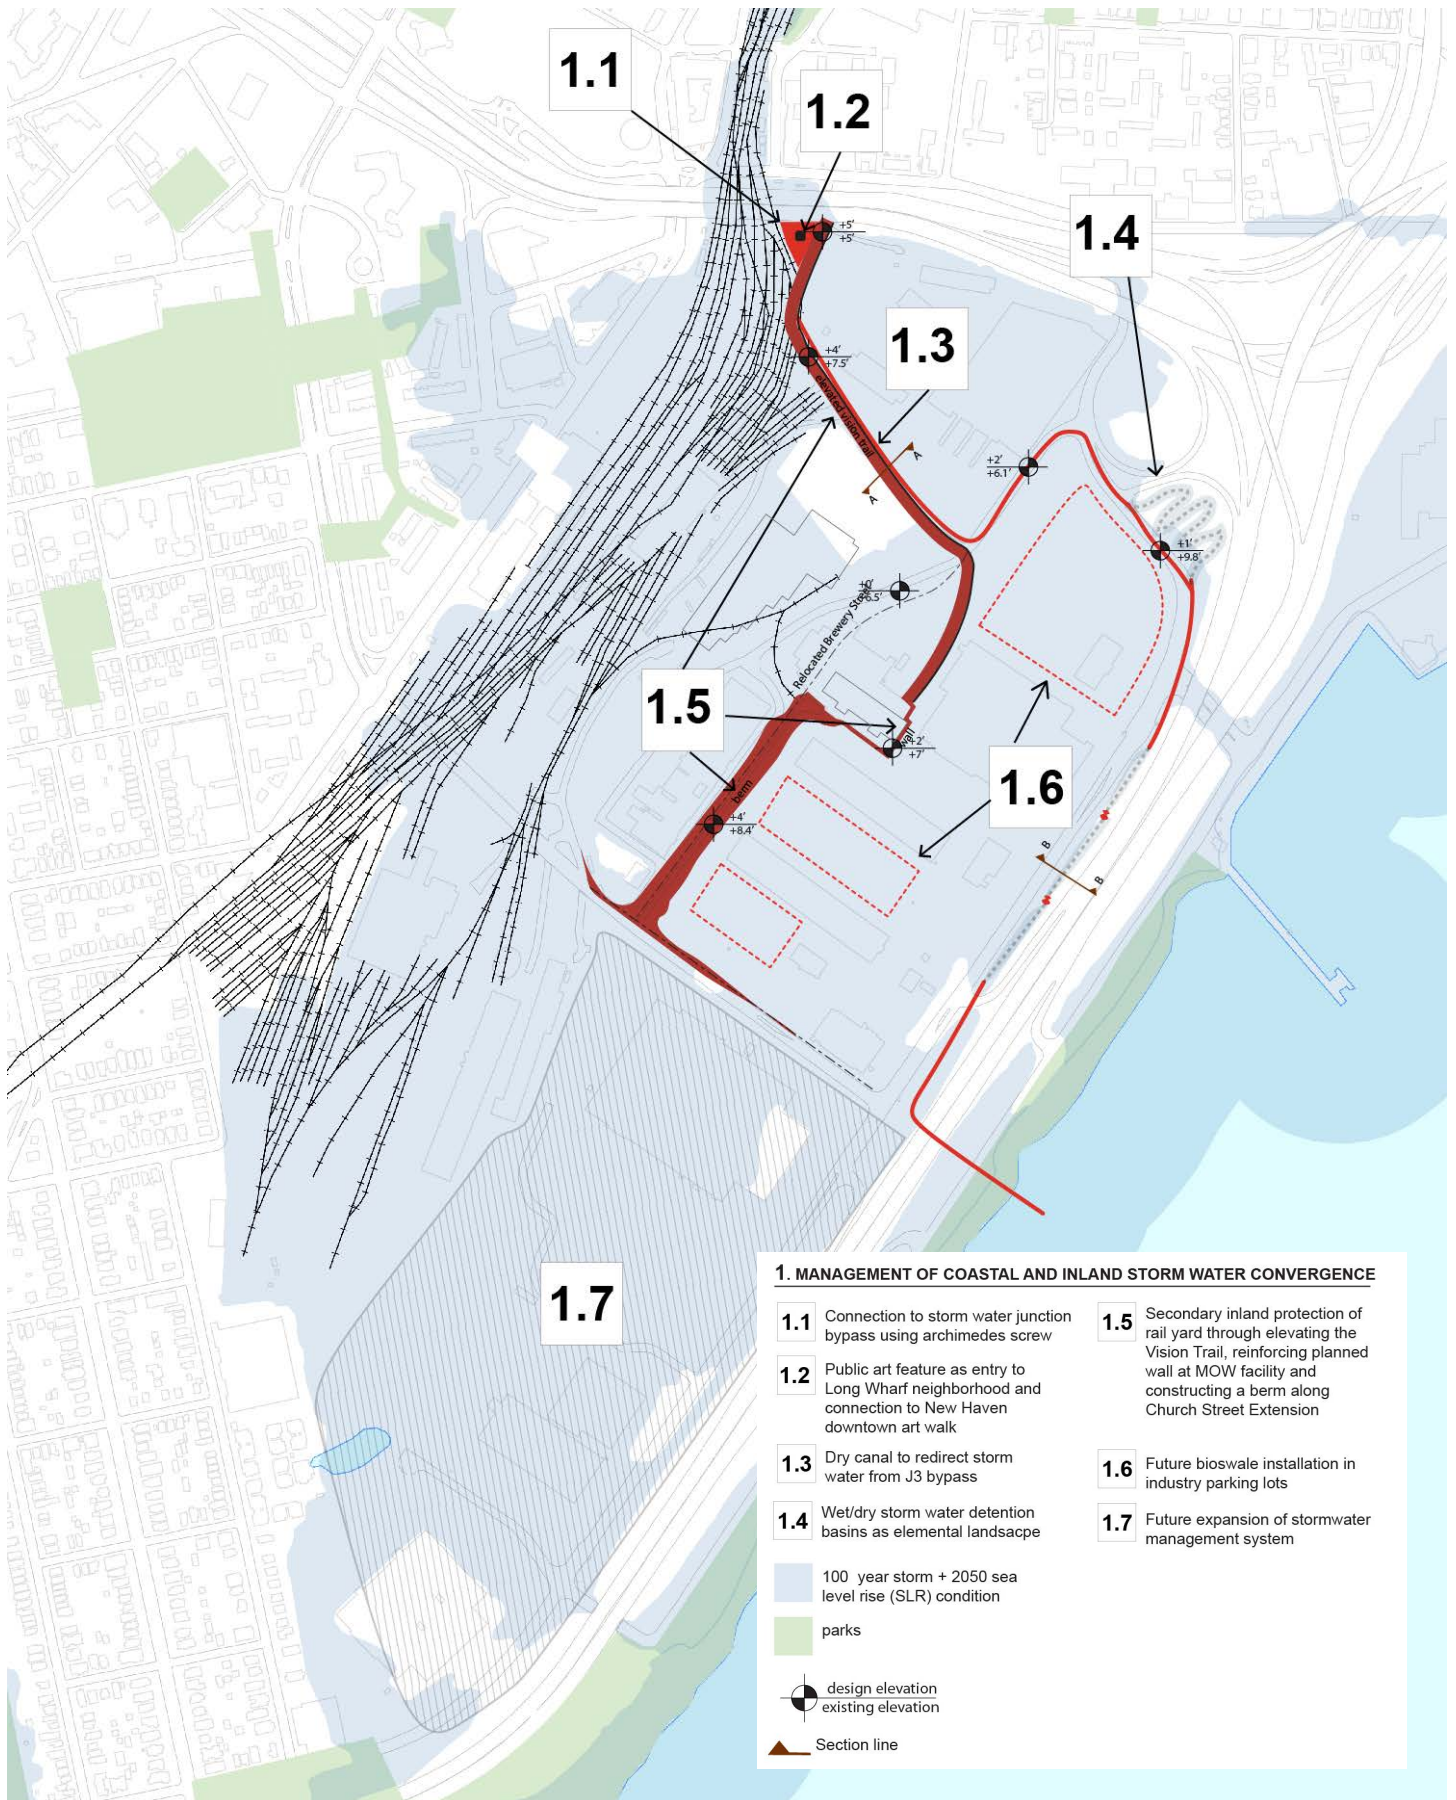 1.1
1.2
1.4
+5'
+5'
1.3
+4'
+7.5'
elevated vision trail
A
A
+2'
+6.1'
+1'
+9.8'
+0'
6.5'
Relocated Brewery Street
1.5
wall
+2'
+7'
berm
+4'
+8.4'
1.6
B
B
1.7
1. MANAGEMENT OF COASTAL AND INLAND STORM WATER CONVERGENCE
1.1 Connection to storm water junction
bypass using archimedes screw
1.2 Public art feature as entry to
Long Wharf neighborhood and
connection to New Haven
downtown art walk
1.3 Dry canal to redirect storm
water from J3 bypass
1.4 Wet/dry storm water detention
basins as elemental landsacpe
1.5 Secondary inland protection of
rail yard through elevating the
Vision Trail, reinforcing planned
wall at MOW facility and
constructing a berm along
Church Street Extension
1.6 Future bioswale installation in
industry parking lots
1.7 Future expansion of stormwater
management system
100 year storm + 2050 sea
level rise (SLR) condition
parks
design elevation
existing elevation
Section line